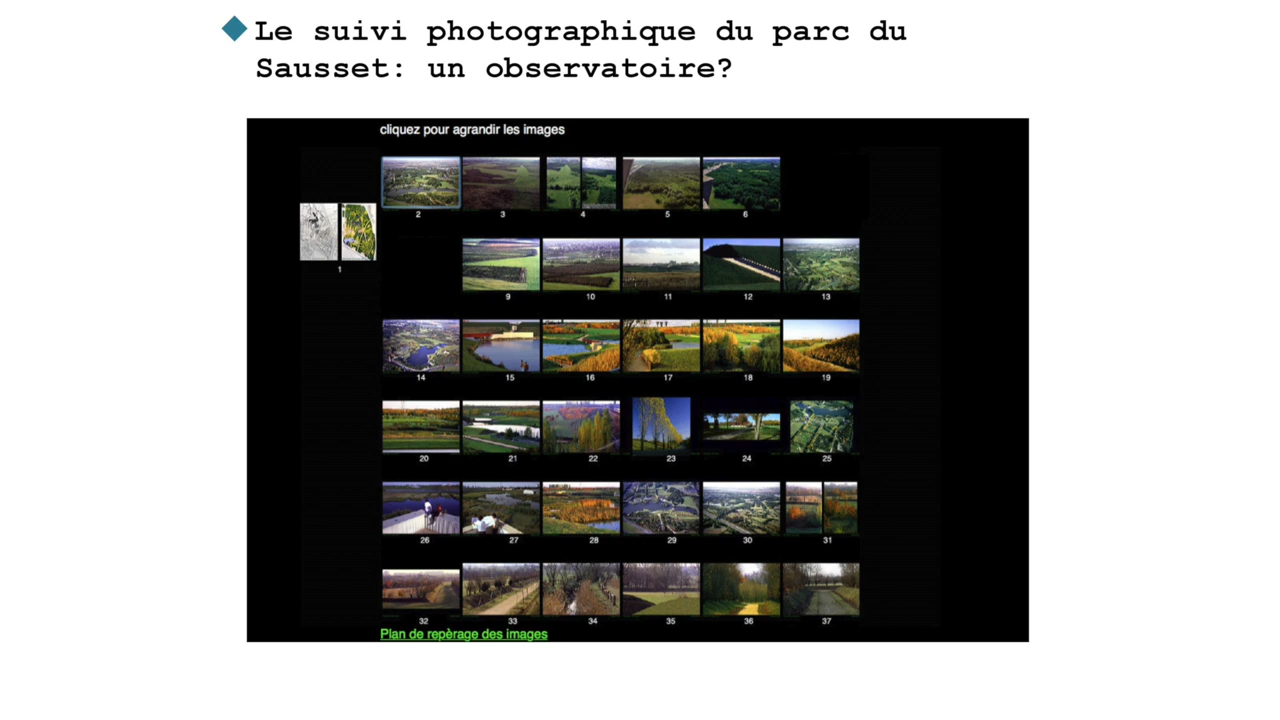 Le suivi photographique du parc du
Sausset: un observatoire?
cliquez pour agrandir les images
2 3 4 5 6
1
9 10 11 12 13
14 15 16 17 18 19
20 21 22 23 24 25
26 27 28 29 30 31
32 33 34 35 36 37
Plan de repèrage des images